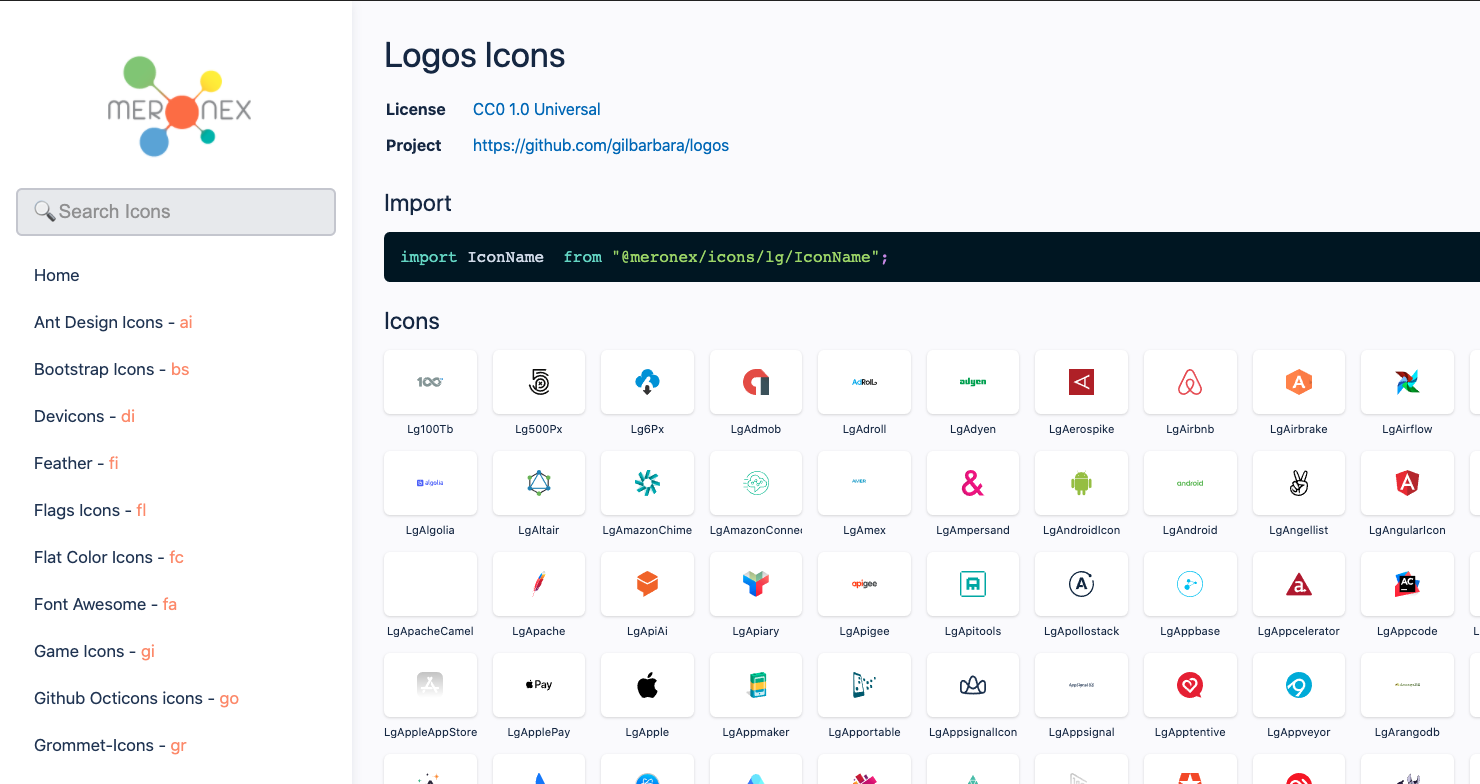 MERONEX
🔍Search Icons
Home
Ant Design Icons - ai
Bootstrap Icons - bs
Devicons - di
Feather - fi
Flags Icons - fl
Flat Color Icons - fc
Font Awesome - fa
Game Icons - gi
Github Octicons icons - go
Grommet-Icons - gr
Logos Icons
License CC0 1.0 Universal
Project https://github.com/gilbarbara/logos
Import
import IconName  from "@meronex/icons/lg/IconName";
Icons
100 AdRoll adyen A
Lg100Tb Lg500Px Lg6Px LgAdmob LgAdroll LgAdyen LgAerospike LgAirbnb LgAirbrake LgAirflow
algolia & android A
LgAlgolia LgAltair LgAmazonChime LgAmazonConnec LgAmex LgAmpersand LgAndroidIcon LgAndroid LgAngellist LgAngularIcon
apigee A a AC
LgApacheCamel LgApache LgApiAi LgApiary LgApigee LgApitools LgApollostack LgAppbase LgAppcelerator LgAppcode
Pay
LgAppleAppStore LgApplePay LgApple LgAppmaker LgApportable LgAppsignalIcon LgAppsignal LgApptentive LgAppveyor LgArangodb